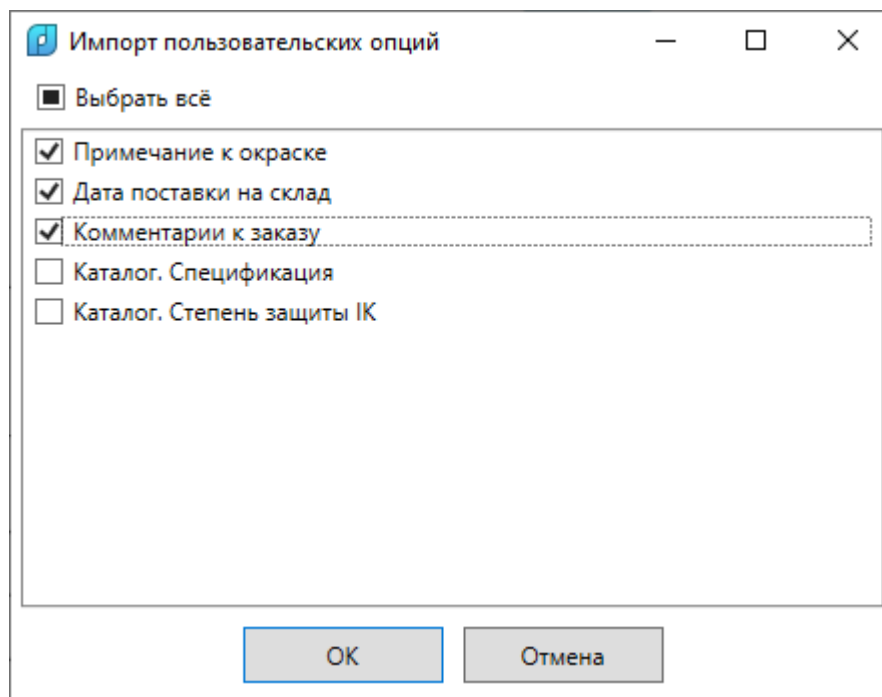 Импорт пользовательских опций
Выбрать всё
Примечание к окраске
Дата поставки на склад
Комментарии к заказу
Каталог. Спецификация
Каталог. Степень защиты IK
ОК
Отмена